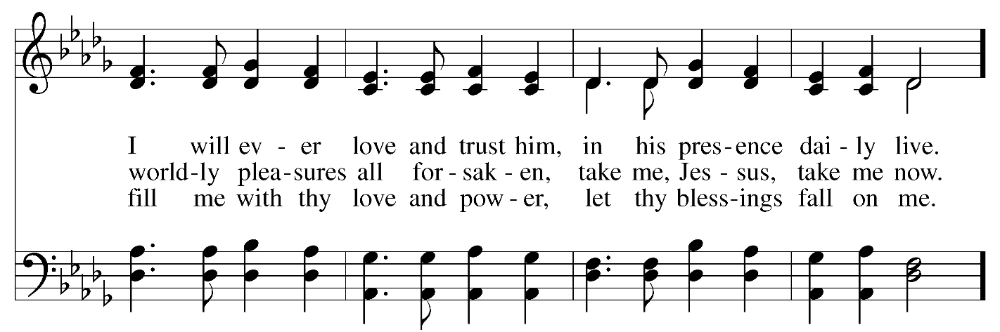 I will ev - er love and trust him, in his pres-ence dai - ly live.
world-ly plea-sures all for - sak - en, take me, Jes - sus, take me now.
fill me with thy love and pow - er, let thy bless-ings fall on me.